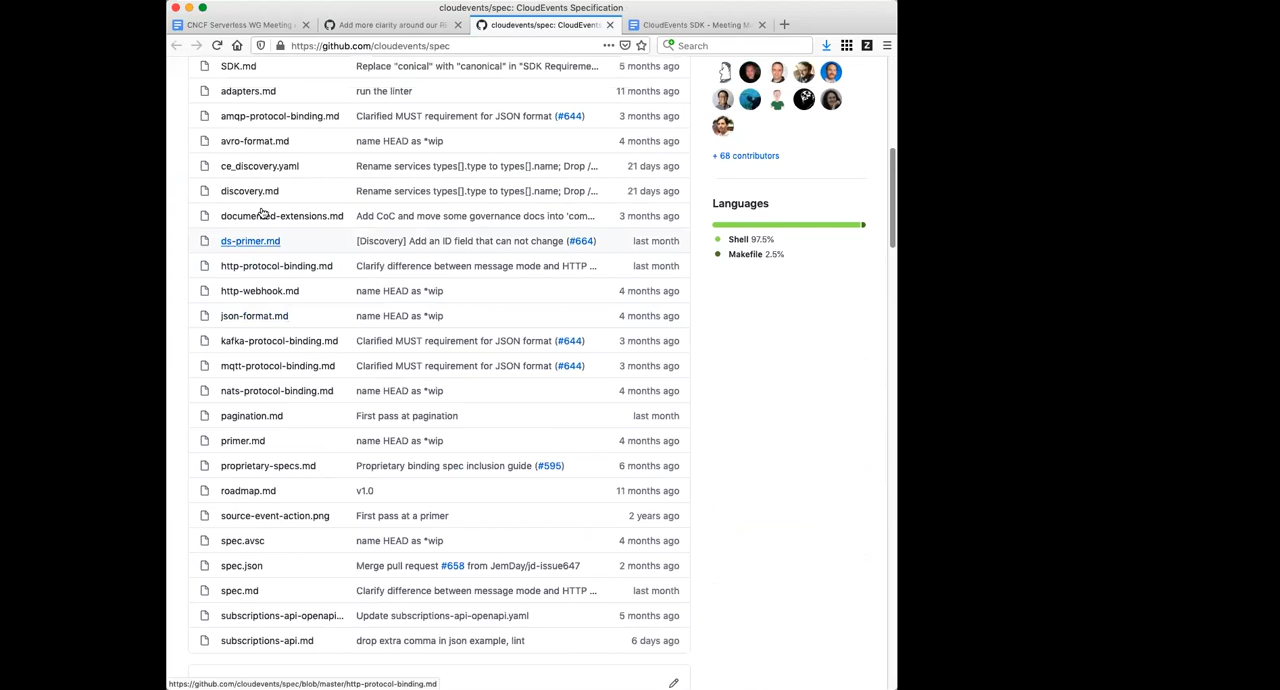 cloudevents/spec: CloudEvents Specification
CNCF Serverless WG Meeting
Add more clarity around our R
cloudevents/spec: CloudEvents
CloudEvents SDK - Meeting M
https://github.com/cloudevents/spec
Search
SDK.md Replace "conical" with "canonical" in "SDK Requireme... 5 months ago
adapters.md run the linter 11 months ago
amqp-protocol-binding.md Clarified MUST requirement for JSON format (#644) 3 months ago
avro-format.md name HEAD as *wip 4 months ago
ce_discovery.yaml Rename services types[].type to types[].name; Drop /... 21 days ago
discovery.md Rename services types[].type to types[].name; Drop /... 21 days ago
documented-extensions.md Add CoC and move some governance docs into 'com... 3 months ago
ds-primer.md [Discovery] Add an ID field that can not change (#664) last month
http-protocol-binding.md Clarify difference between message mode and HTTP ... last month
http-webhook.md name HEAD as *wip 4 months ago
json-format.md name HEAD as *wip 4 months ago
kafka-protocol-binding.md Clarified MUST requirement for JSON format (#644) 3 months ago
mqtt-protocol-binding.md Clarified MUST requirement for JSON format (#644) 3 months ago
nats-protocol-binding.md name HEAD as *wip 4 months ago
pagination.md First pass at pagination last month
primer.md name HEAD as *wip 4 months ago
proprietary-specs.md Proprietary binding spec inclusion guide (#595) 6 months ago
roadmap.md v1.0 11 months ago
source-event-action.png First pass at a primer 2 years ago
spec.avsc name HEAD as *wip 4 months ago
spec.json Merge pull request #658 from JemDay/jd-issue647 2 months ago
spec.md Clarify difference between message mode and HTTP ... last month
subscriptions-api-openapi... Update subscriptions-api-openapi.yaml 5 months ago
subscriptions-api.md drop extra comma in json example, lint 6 days ago
+ 68 contributors
Languages
Shell 97.5%
Makefile 2.5%
https://github.com/cloudevents/spec/blob/master/http-protocol-binding.md